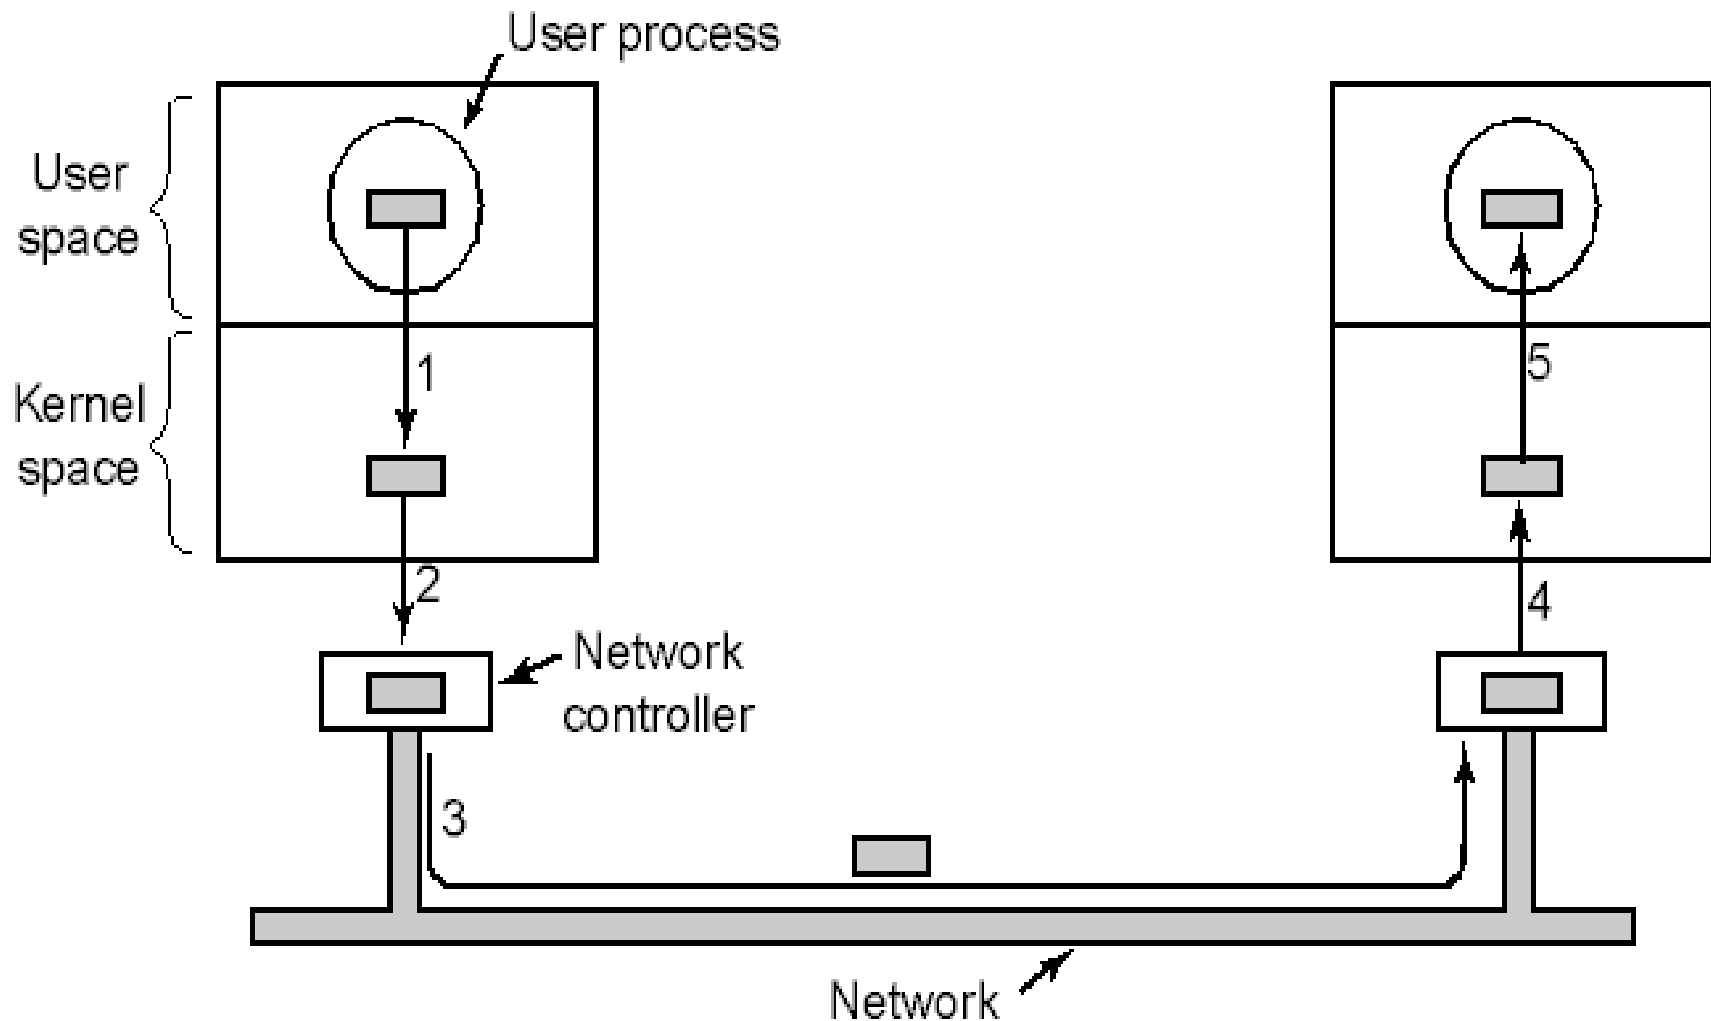 User process
User
space
1
5
Kernel
space
2
4
Network
controller
3
Network